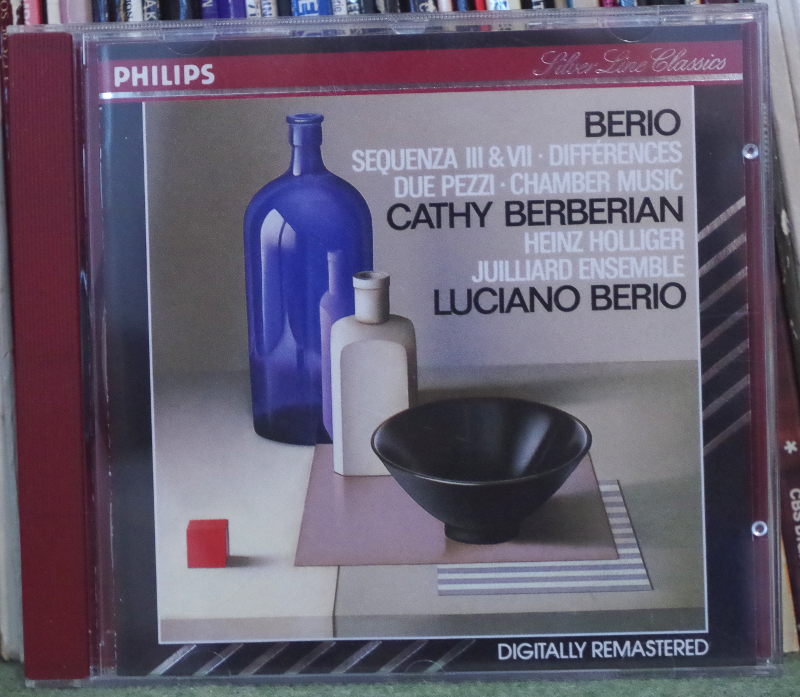 PHILIPS
Silver Line Classics
BERIO
SEQUENZA III & VII · DIFFÉRENCES
DUE PEZZI · CHAMBER MUSIC
CATHY BERBERIAN
HEINZ HOLLIGER
JUILLIARD ENSEMBLE
LUCIANO BERIO
DIGITALLY REMASTERED
CBS